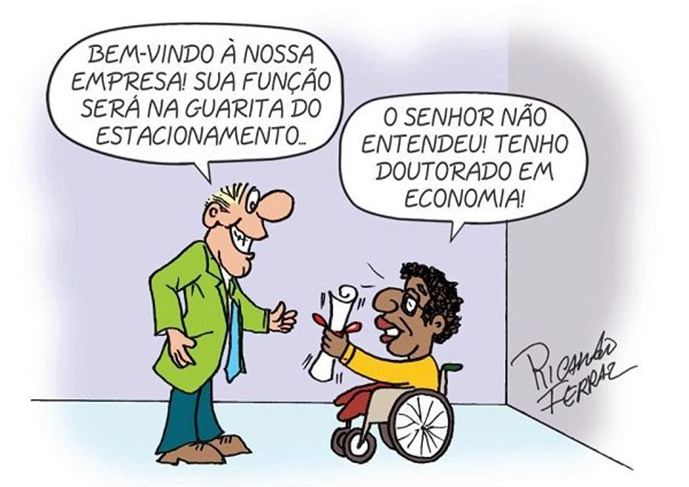 BEM-VINDO À NOSSA
EMPRESA! SUA FUNÇÃO
SERÁ NA GUARITA DO
ESTACIONAMENTO...
O SENHOR NÃO
ENTENDEU! TENHO
DOUTORADO EM
ECONOMIA!
RICARDO
FERRAZ